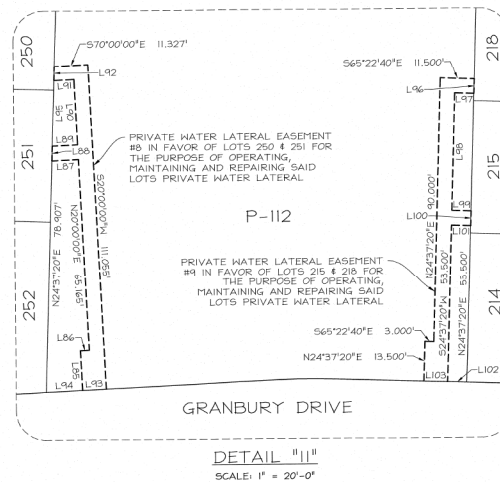 250
S70°00'00"E 11.327'
L92
L91
L95
L90
L89
L88
L87
251
PRIVATE WATER LATERAL EASEMENT
#8 IN FAVOR OF LOTS 250 & 251 FOR
THE PURPOSE OF OPERATING,
MAINTAINING AND REPAIRING SAID
LOTS PRIVATE WATER LATERAL
N24°37'20"E 78.907'
N20°00'00"E 65.165'
S20°00'00"W 111.055'
252
L86
L85
L94
L93
P-112
218
S65°22'40"E 11.500'
L96
L97
L98
215
L99
L100
L101
N24°37'20"E 90.000'
PRIVATE WATER LATERAL EASEMENT
#9 IN FAVOR OF LOTS 215 & 218 FOR
THE PURPOSE OF OPERATING,
MAINTAINING AND REPAIRING SAID
LOTS PRIVATE WATER LATERAL
S24°37'20"W 53.500'
N24°37'20"E 53.500'
214
S65°22'40"E 3.000'
N24°37'20"E 13.500'
L103
L102
GRANBURY DRIVE
DETAIL "11"
SCALE: 1" = 20'-0"